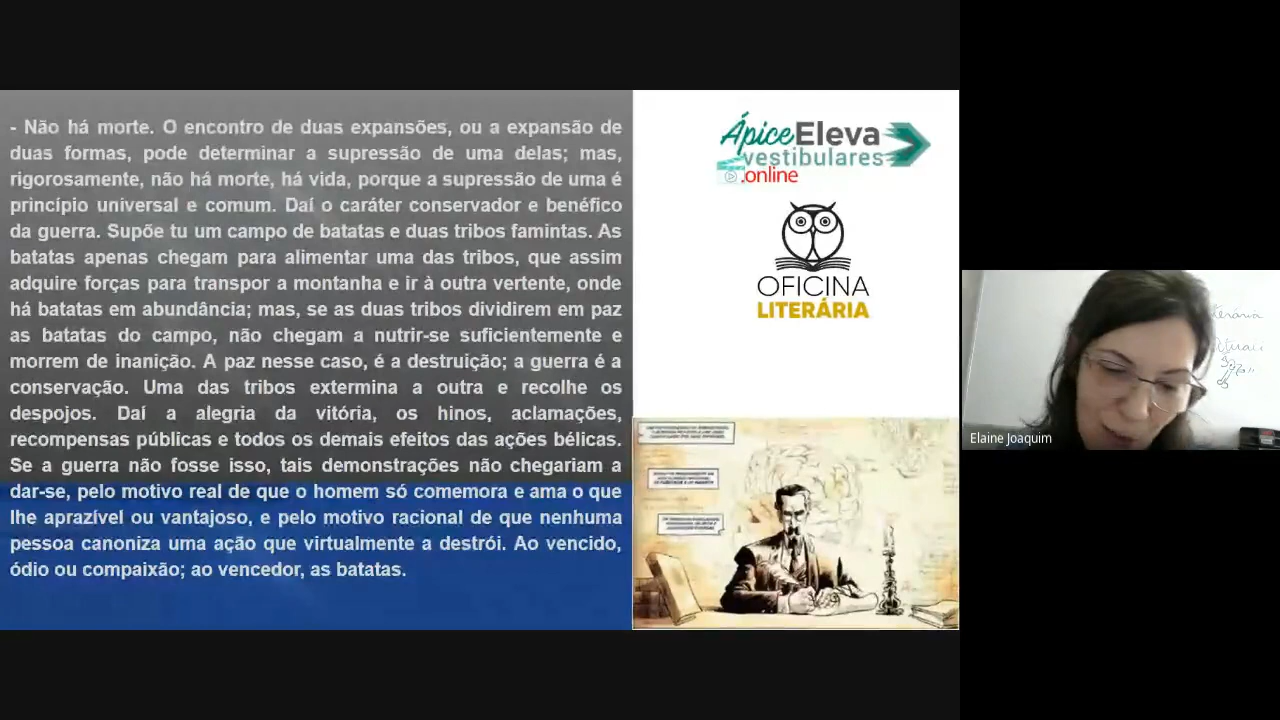 - Não há morte. O encontro de duas expansões, ou a expansão de
duas formas, pode determinar a supressão de uma delas; mas,
rigorosamente, não há morte, há vida, porque a supressão de uma é
princípio universal e comum. Daí o caráter conservador e benéfico
da guerra. Supõe tu um campo de batatas e duas tribos famintas. As
batatas apenas chegam para alimentar uma das tribos, que assim
adquire forças para transpor a montanha e ir à outra vertente, onde
há batatas em abundância; mas, se as duas tribos dividirem em paz
as batatas do campo, não chegam a nutrir-se suficientemente e
morrem de inanição. A paz nesse caso, é a destruição; a guerra é a
conservação. Uma das tribos extermina a outra e recolhe os
despojos. Daí a alegria da vitória, os hinos, aclamações,
recompensas públicas e todos os demais efeitos das ações bélicas.
Se a guerra não fosse isso, tais demonstrações não chegariam a
dar-se, pelo motivo real de que o homem só comemora e ama o que
lhe aprazível ou vantajoso, e pelo motivo racional de que nenhuma
pessoa canoniza uma ação que virtualmente a destrói. Ao vencido,
ódio ou compaixão; ao vencedor, as batatas.
ÁpiceEleva
vestibulares
.online
OFICINA
LITERÁRIA
Elaine Joaquim